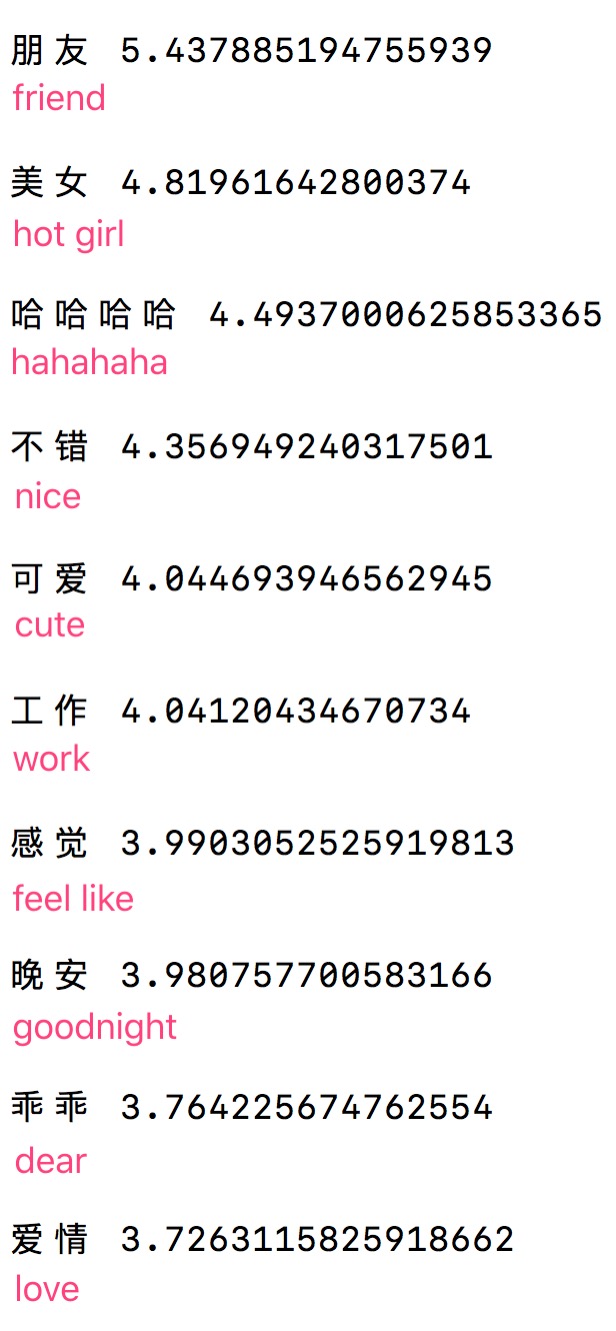 朋友 5.437885194755939
friend
美女 4.81961642800374
hot girl
哈哈哈哈 4.4937000625853365
hahahaha
不错 4.356949240317501
nice
可爱 4.044693946562945
cute
工作 4.04120434670734
work
感觉 3.9903052525919813
feel like
晚安 3.980757700583166
goodnight
乖乖 3.764225674762554
dear
爱情 3.7263115825918662
love